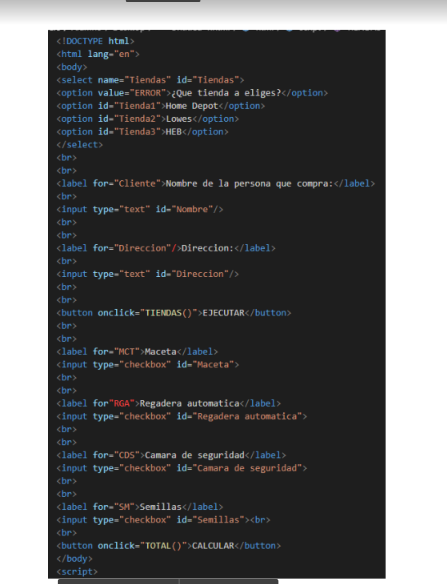 <!DOCTYPE html>
<html lang="en">
<body>
<select name="Tiendas" id="Tiendas">
<option value="ERROR">¿Que tienda a eliges?</option>
<option id="Tienda1">Home Depot</option>
<option id="Tienda2">Lowes</option>
<option id="Tienda3">HEB</option>
</select>
<br>
<br>
<label for="Cliente">Nombre de la persona que compra:</label>
<br>
<input type="text" id="Nombre"/>
<br>
<br>
<label for="Direccion"/>Direccion:</label>
<br>
<input type="text" id="Direccion"/>
<br>
<br>
<button onclick="TIENDAS()">EJECUTAR</button>
<br>
<br>
<label for="MCT">Maceta</label>
<input type="checkbox" id="Maceta">
<br>
<br>
<label for"RGA">Regadera automatica</label>
<input type="checkbox" id="Regadera automatica">
<br>
<br>
<label for="CDS">Camara de seguridad</label>
<input type="checkbox" id="Camara de seguridad">
<br>
<br>
<label for="SM">Semillas</label>
<input type="checkbox" id="Semillas"><br>
<br>
<button onclick="TOTAL()">CALCULAR</button>
</body>
<script>